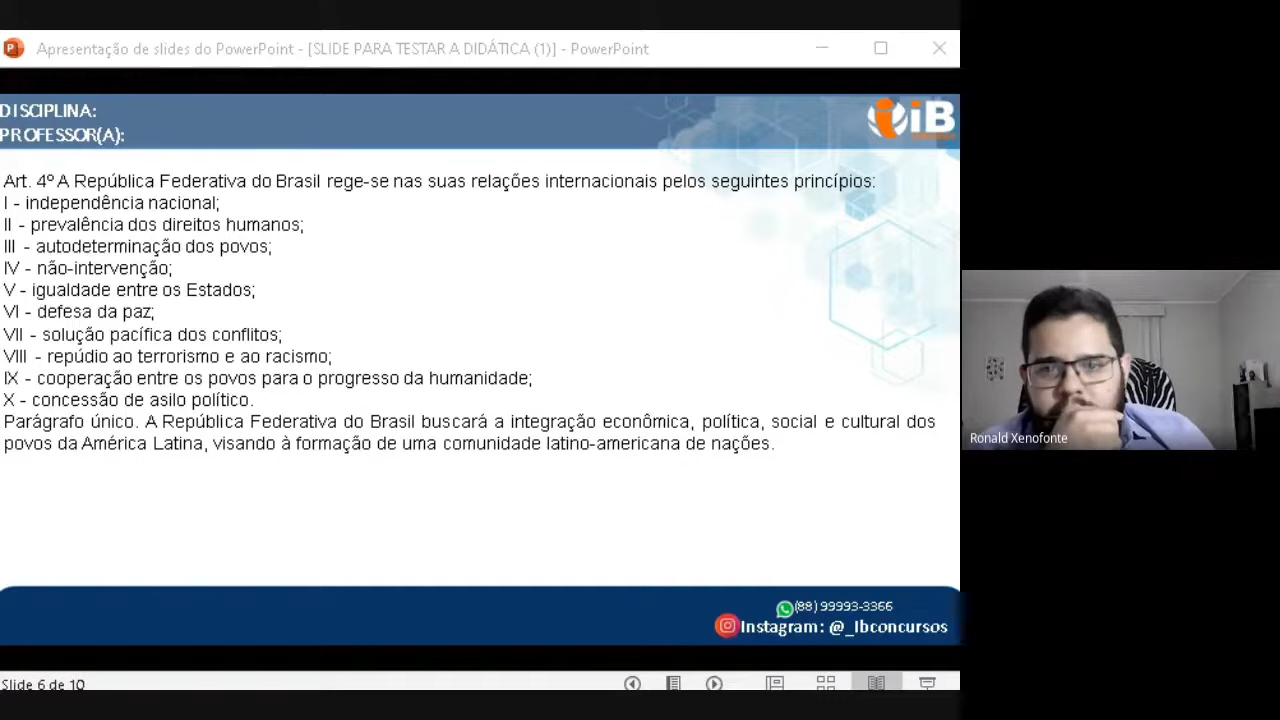 Apresentação de slides do PowerPoint - [SLIDE PARA TESTAR A DIDÁTICA (1)] - PowerPoint
DISCIPLINA:
PROFESSOR(A):
iB
Art. 4º A República Federativa do Brasil rege-se nas suas relações internacionais pelos seguintes princípios:
I - independência nacional;
II - prevalência dos direitos humanos;
III - autodeterminação dos povos;
IV - não-intervenção;
V - igualdade entre os Estados;
VI - defesa da paz;
VII - solução pacífica dos conflitos;
VIII - repúdio ao terrorismo e ao racismo;
IX - cooperação entre os povos para o progresso da humanidade;
X - concessão de asilo político.
Parágrafo único. A República Federativa do Brasil buscará a integração econômica, política, social e cultural dos
povos da América Latina, visando à formação de uma comunidade latino-americana de nações.
Ronald Xenofonte
(88) 99993-3366
Instagram: @_Ibconcursos
Slide 6 de 10